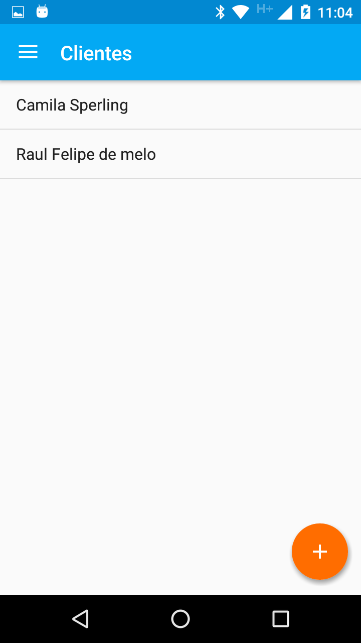 H+ 11:04
Clientes
Camila Sperling
Raul Felipe de melo
+